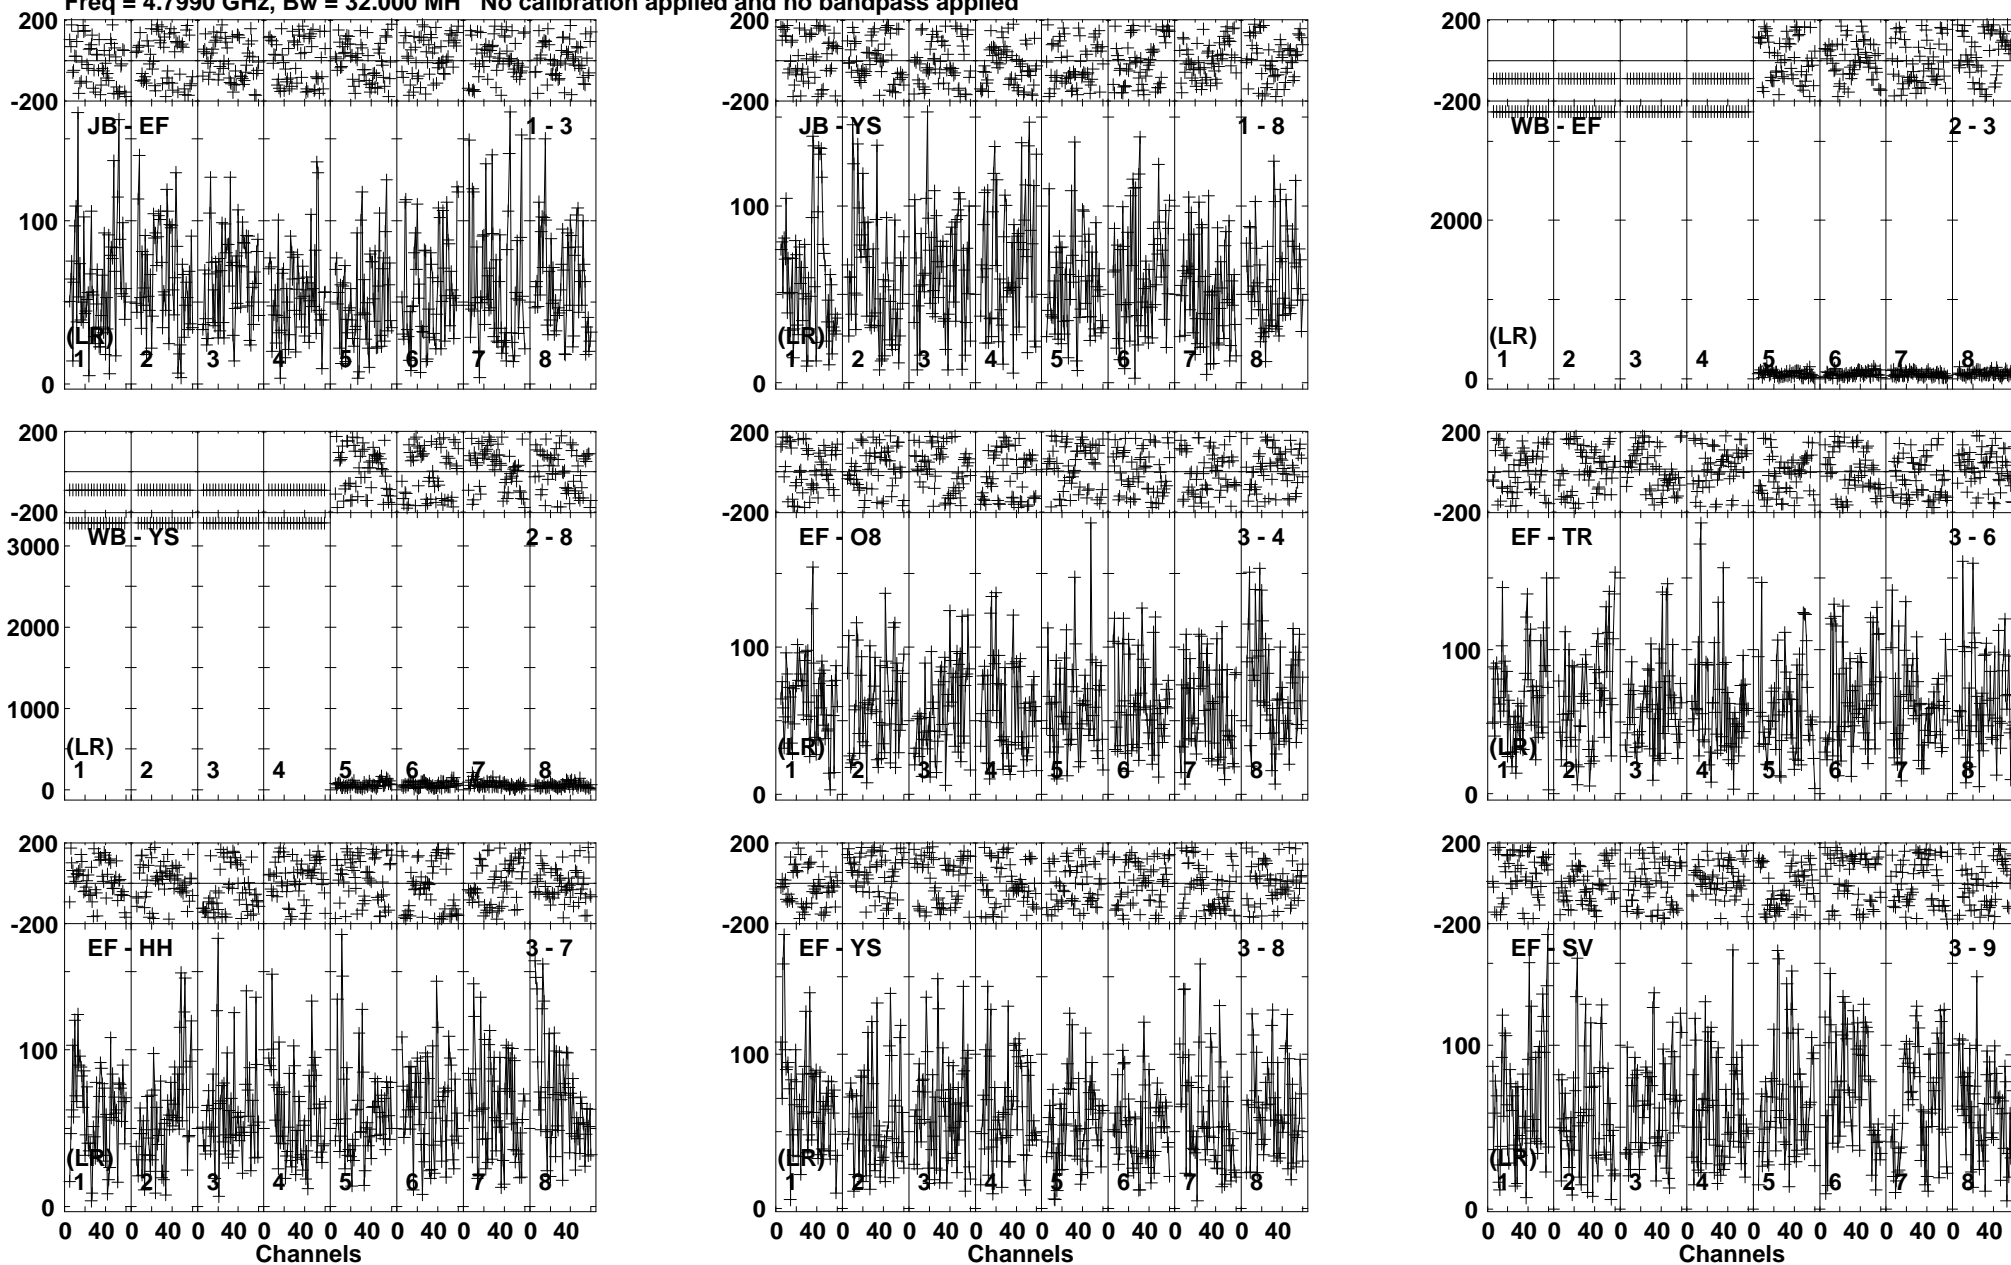 Freq = 4.7990 GHz, Bw = 32.000 MH No calibration applied and no bandpass applied
200
-200
JB - EF 1 - 3
100
(LR)
1 2 3 4 5 6 7 8
0
200
-200
JB - YS 1 - 8
100
(LR)
1 2 3 4 5 6 7 8
0
200
-200
WB - EF 2 - 3
2000
(LR)
1 2 3 4 5 6 7 8
0
200
-200
WB - YS 2 - 8
3000
2000
1000
(LR)
1 2 3 4 5 6 7 8
0
200
-200
EF - O8 3 - 4
100
(LR)
1 2 3 4 5 6 7 8
0
200
-200
EF - TR 3 - 6
100
(LR)
1 2 3 4 5 6 7 8
0
200
-200
EF - HH 3 - 7
100
(LR)
1 2 3 4 5 6 7 8
0
0 40 0 40 0 40 0 40 0 40 0 40 0 40 0 40
Channels
200
-200
EF - YS 3 - 8
100
(LR)
1 2 3 4 5 6 7 8
0
0 40 0 40 0 40 0 40 0 40 0 40 0 40 0 40
Channels
200
-200
EF - SV 3 - 9
100
(LR)
1 2 3 4 5 6 7 8
0
0 40 0 40 0 40 0 40 0 40 0 40 0 40 0 40
Channels